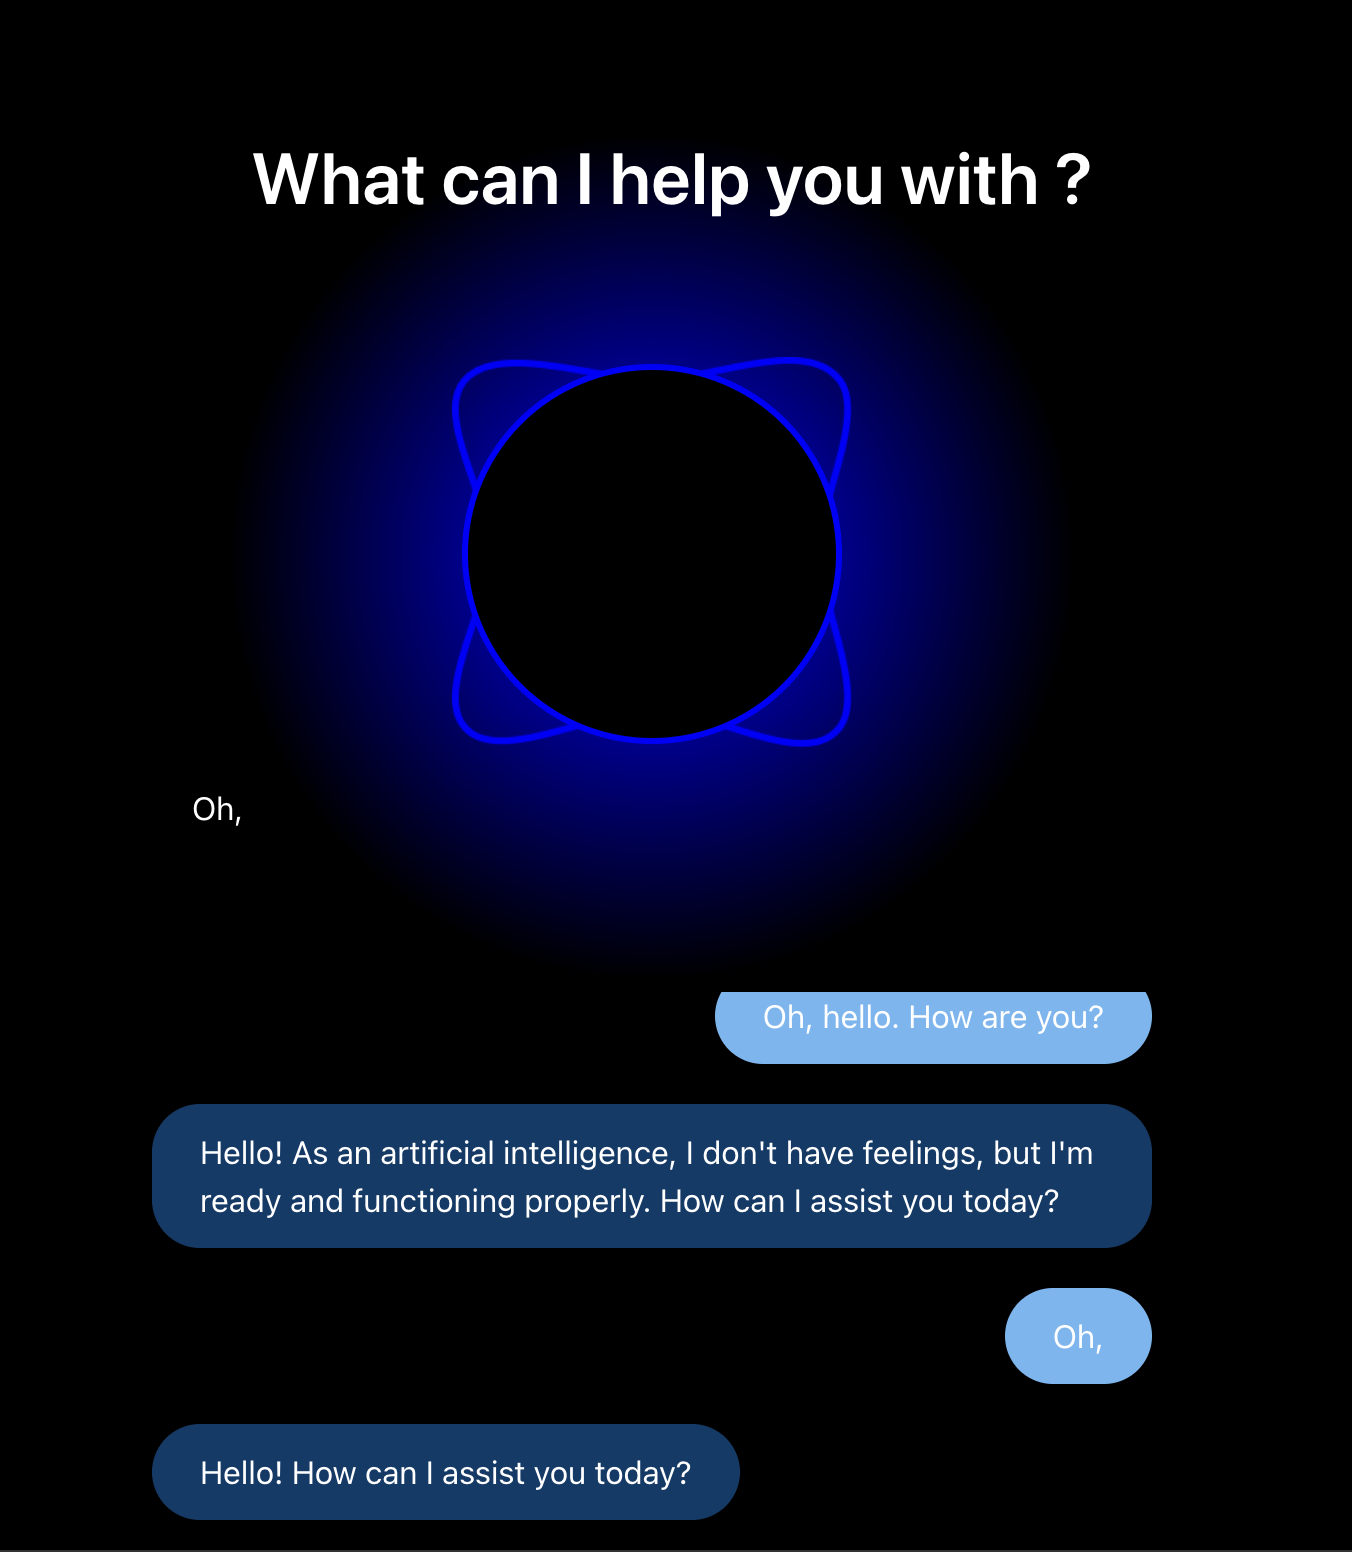 What can I help you with ?
Oh,
Oh, hello. How are you?
Hello! As an artificial intelligence, I don't have feelings, but I'm
ready and functioning properly. How can I assist you today?
Oh,
Hello! How can I assist you today?